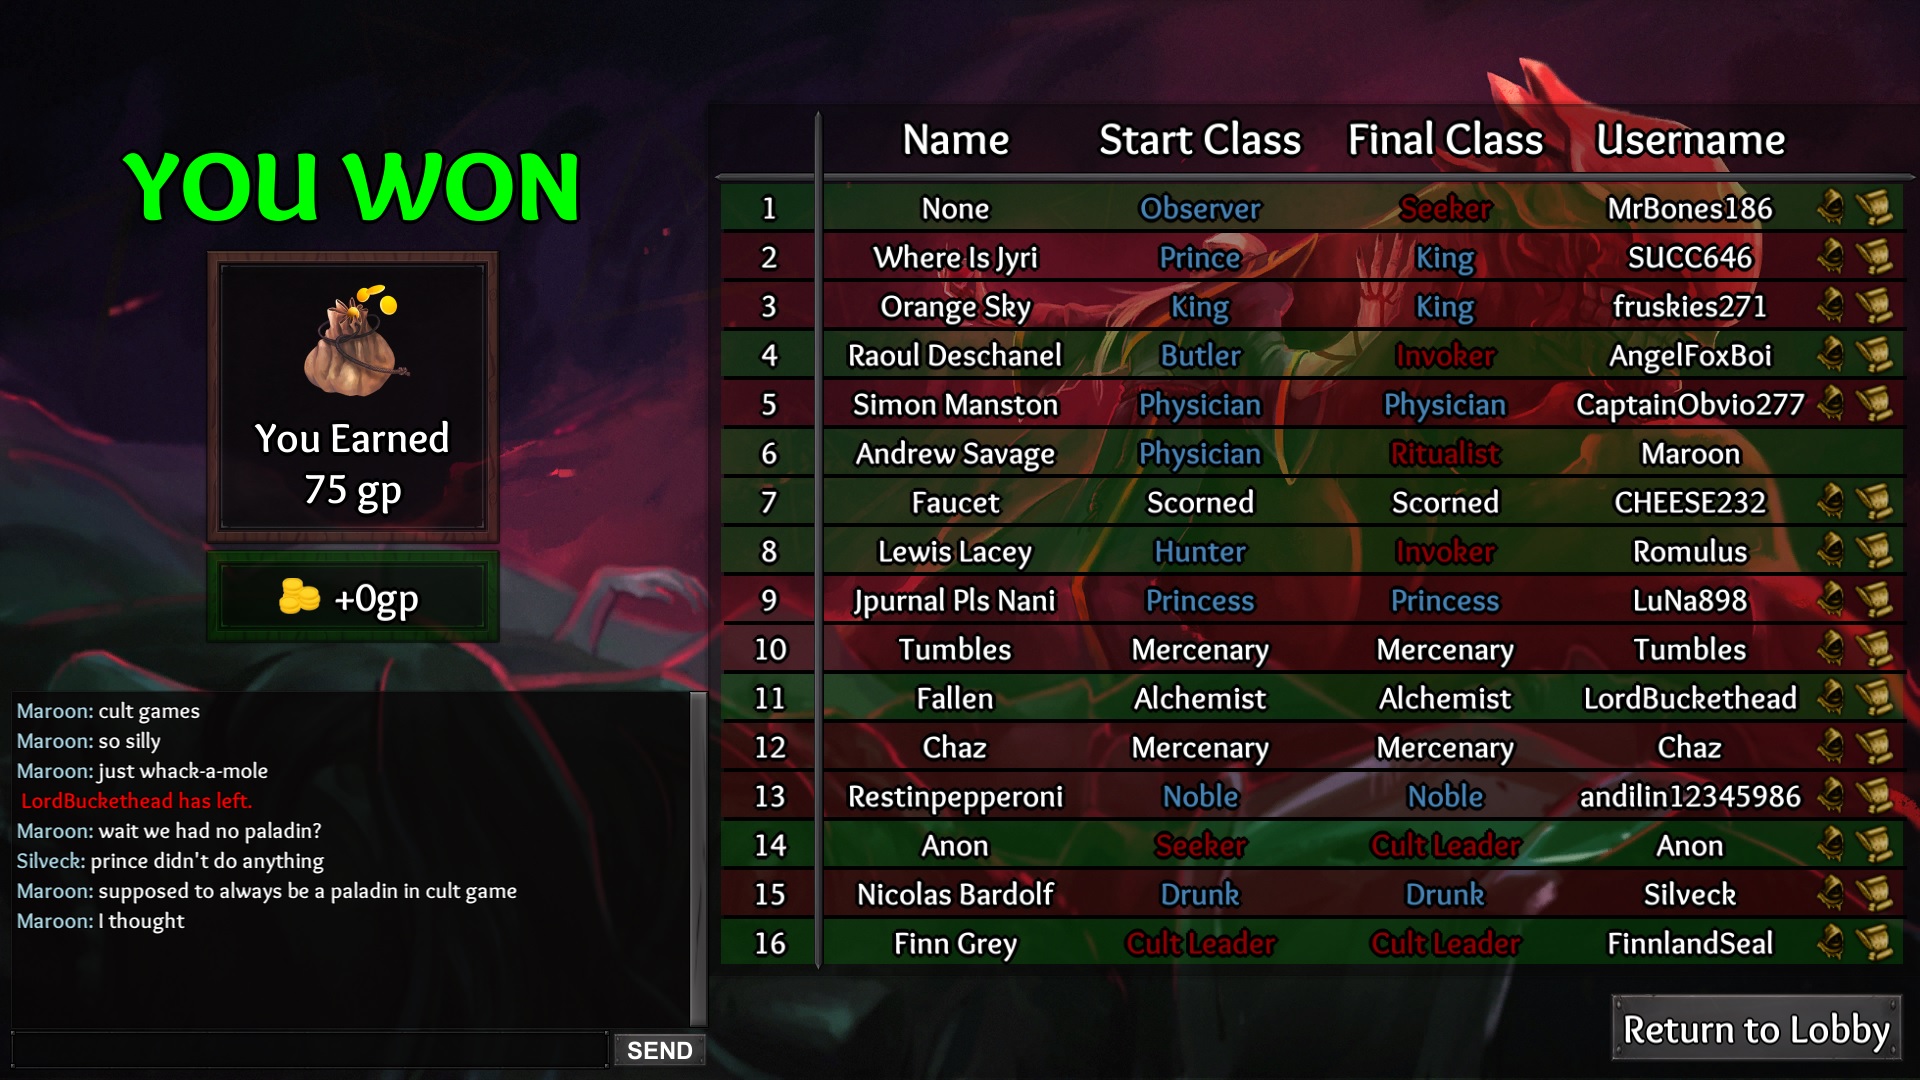 YOU WON
You Earned
75 gp
+0gp
Maroon: cult games
Maroon: so silly
Maroon: just whack-a-mole
LordBuckethead has left.
Maroon: wait we had no paladin?
Silveck: prince didn't do anything
Maroon: supposed to always be a paladin in cult game
Maroon: I thought
SEND
Name Start Class Final Class Username
1 None Observer Seeker MrBones186
2 Where Is Jyri Prince King SUCC646
3 Orange Sky King King fruskies271
4 Raoul Deschanel Butler Invoker AngelFoxBoi
5 Simon Manston Physician Physician CaptainObvio277
6 Andrew Savage Physician Ritualist Maroon
7 Faucet Scorned Scorned CHEESE232
8 Lewis Lacey Hunter Invoker Romulus
9 Jpurnal Pls Nani Princess Princess LuNa898
10 Tumbles Mercenary Mercenary Tumbles
11 Fallen Alchemist Alchemist LordBuckethead
12 Chaz Mercenary Mercenary Chaz
13 Restinpepperoni Noble Noble andilin12345986
14 Anon Seeker Cult Leader Anon
15 Nicolas Bardolf Drunk Drunk Silveck
16 Finn Grey Cult Leader Cult Leader FinnlandSeal
Return to Lobby